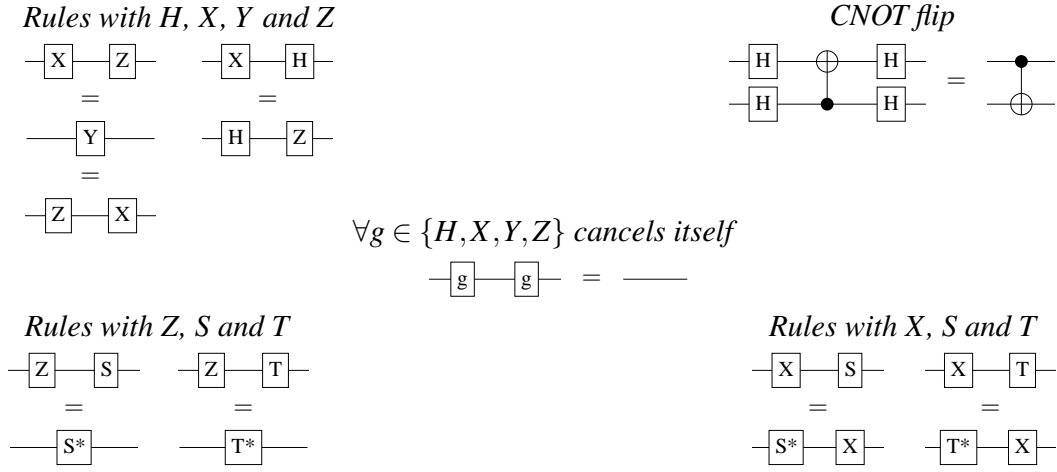 Rules with H, X, Y and Z
CNOT flip
X Z X H
H H
= = =
H H
Y H Z
=
Z X
∀g ∈ {H,X,Y,Z} cancels itself
g g =
Rules with Z, S and T
Rules with X, S and T
Z S Z T X S X T
= = = =
S* T* S* X T* X